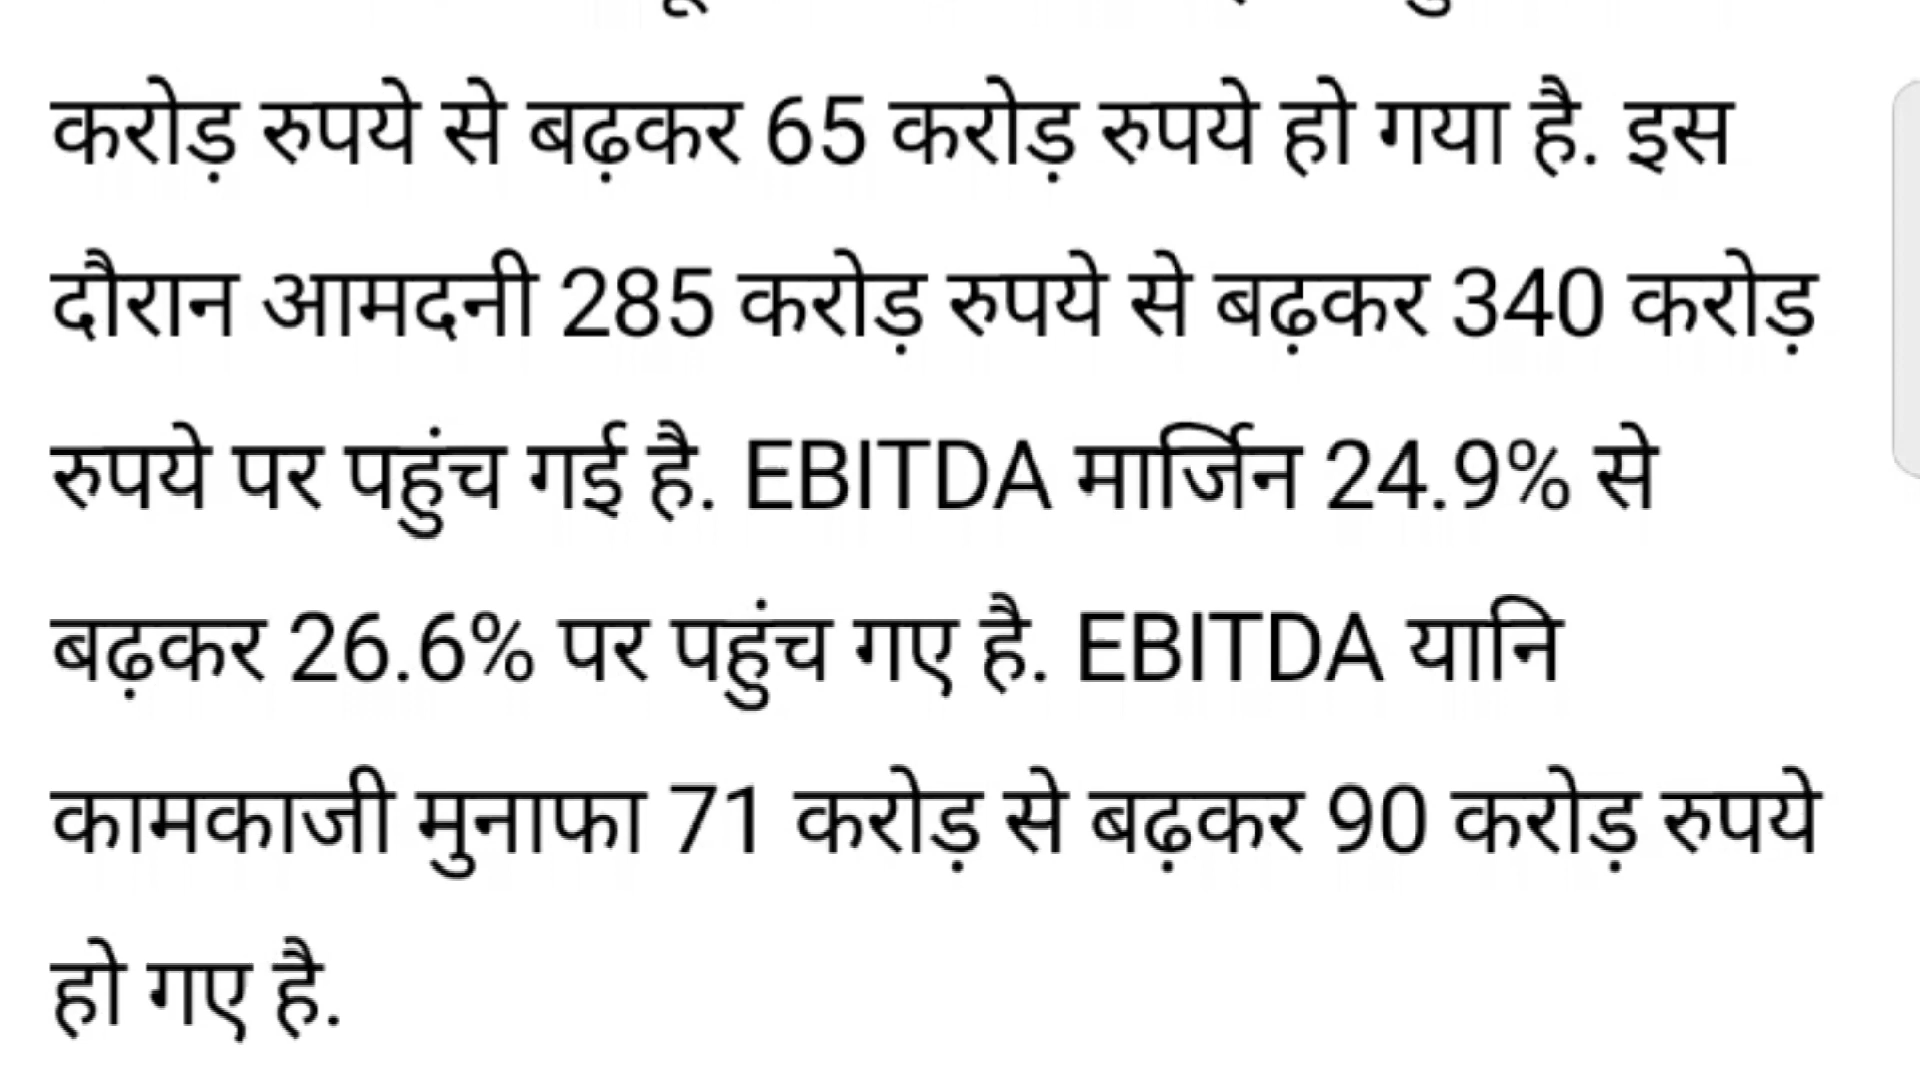 करोड़ रुपये से बढ़कर 65 करोड़ रुपये हो गया है. इस
दौरान आमदनी 285 करोड़ रुपये से बढ़कर 340 करोड़
रुपये पर पहुंच गई है. EBITDA मार्जिन 24.9% से
बढ़कर 26.6% पर पहुंच गए है. EBITDA यानि
कामकाजी मुनाफा 71 करोड़ से बढ़कर 90 करोड़ रुपये
हो गए है.